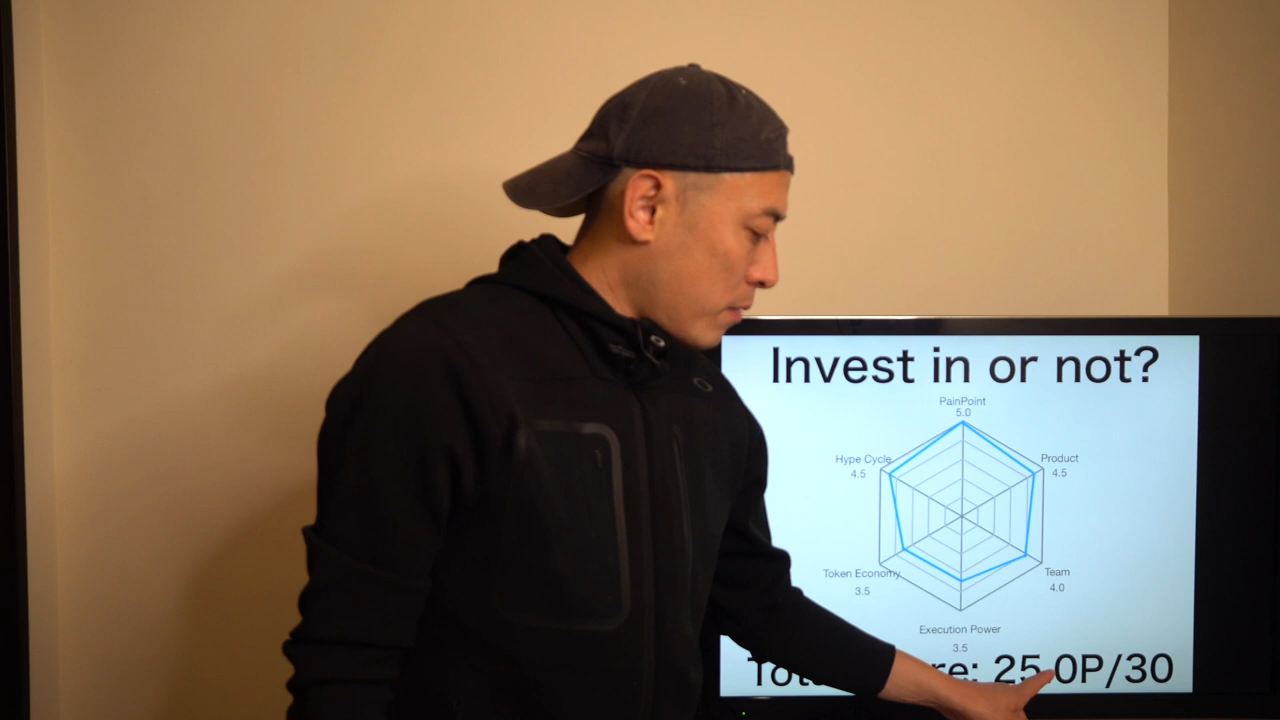 Invest in or not?
PainPoint
5.0
Hype Cycle
4.5
Product
4.5
Token Economy
3.5
Team
4.0
Execution Power
3.5
25.0P/30